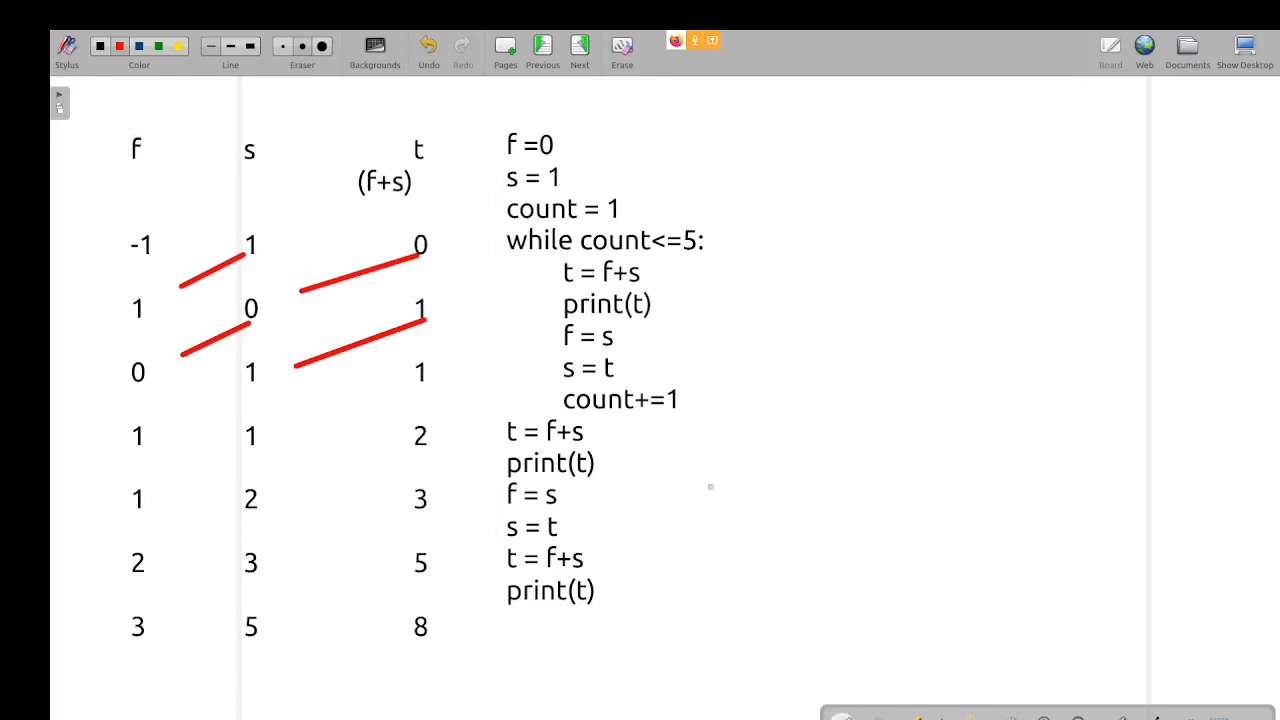 Stylus Color Line Eraser Backgrounds Undo Redo Pages Previous Next Erase Board Web Documents Show Desktop
f s t
(f+s)
-1 1 0
1 0 1
0 1 1
1 1 2
1 2 3
2 3 5
3 5 8
f =0
s = 1
count = 1
while count<=5:
t = f+s
print(t)
f = s
s = t
count+=1
t = f+s
print(t)
f = s
s = t
t = f+s
print(t)